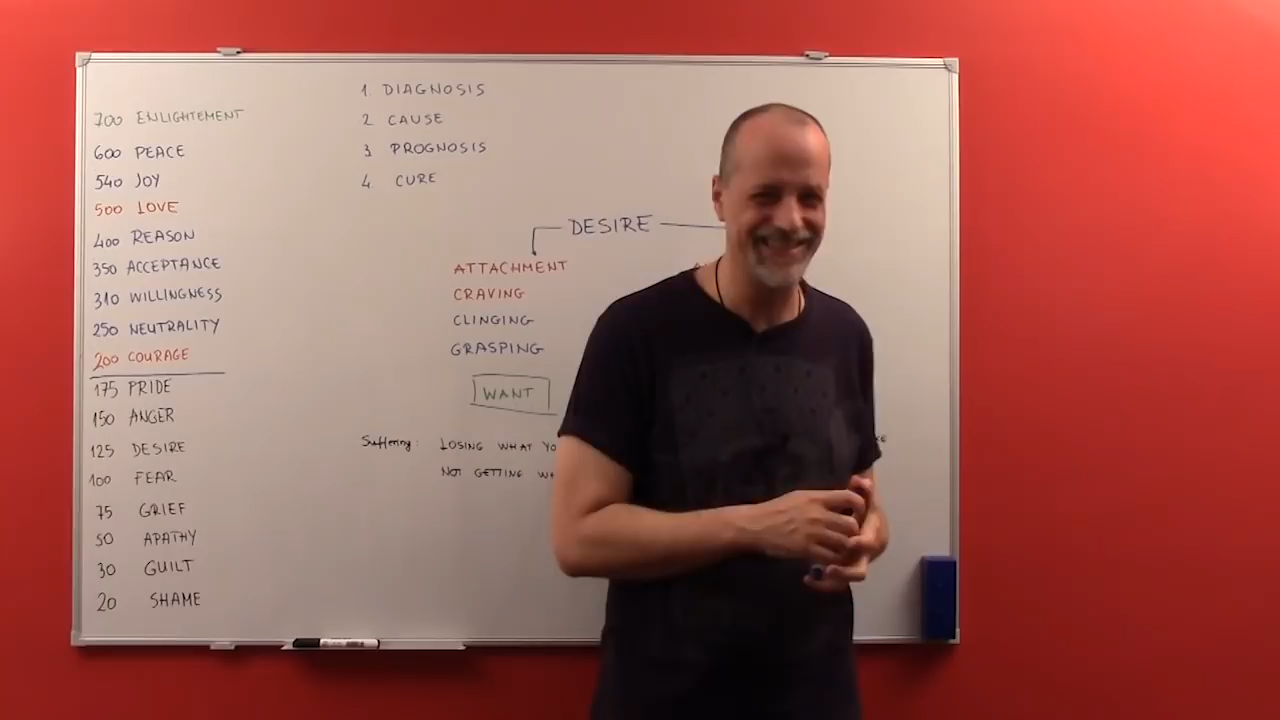 700 ENLIGHTEMENT
600 PEACE
540 JOY
500 LOVE
400 REASON
350 ACCEPTANCE
310 WILLINGNESS
250 NEUTRALITY
200 COURAGE
175 PRIDE
150 ANGER
125 DESIRE
100 FEAR
75 GRIEF
50 APATHY
30 GUILT
20 SHAME
1. DIAGNOSIS
2 CAUSE
3 PROGNOSIS
4. CURE
DESIRE
ATTACHMENT
CRAVING
CLINGING
GRASPING
WANT
Suffering: LOSING WHAT
NOT GETTING